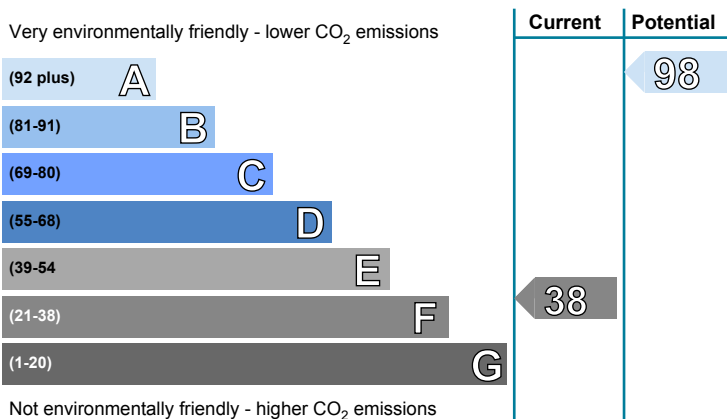 Current Potential
Very environmentally friendly - lower CO2 emissions
(92 plus) A 98
(81-91) B
(69-80) C
(55-68) D
(39-54 E
38
(21-38) F
(1-20) G
Not environmentally friendly - higher CO2 emissions